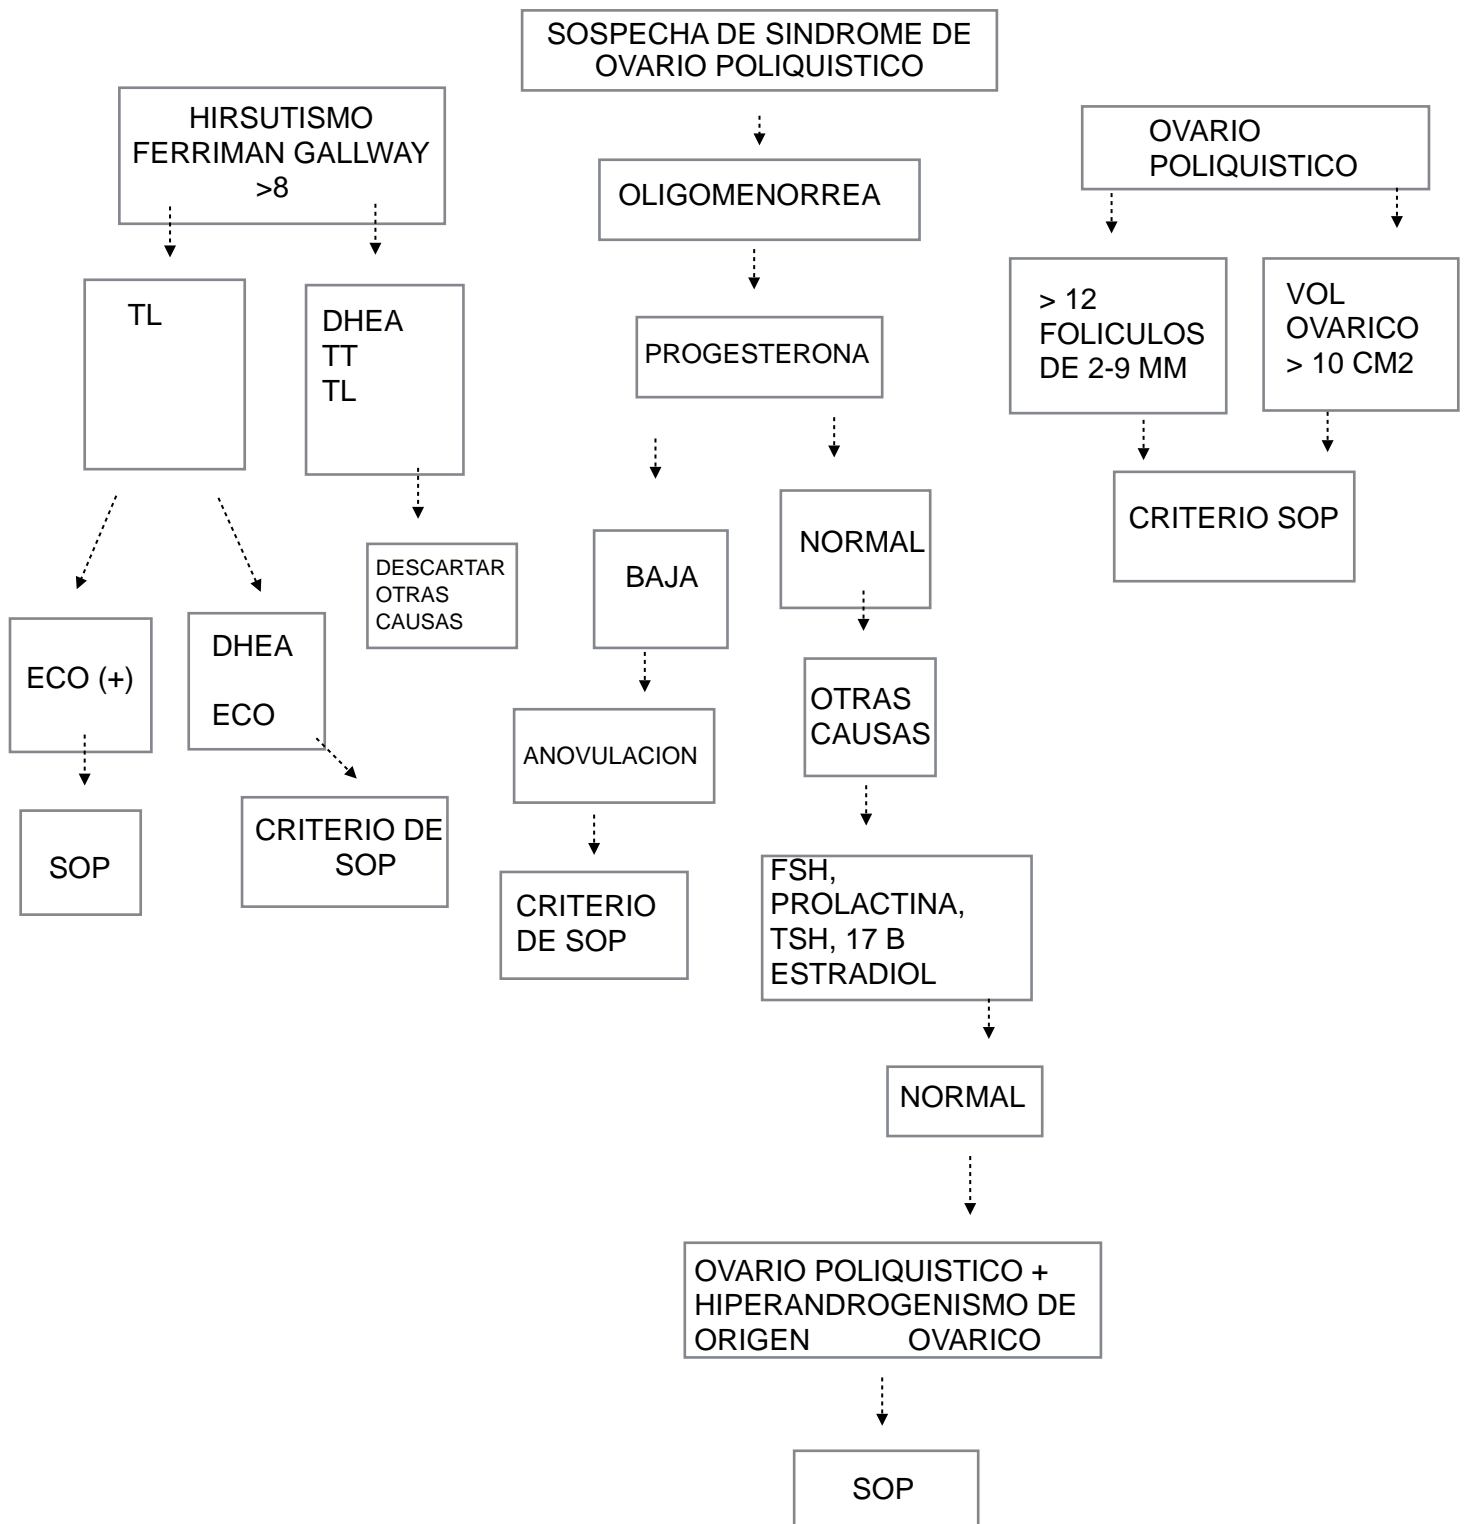 SOSPECHA DE SINDROME DE
OVARIO POLIQUISTICO
HIRSUTISMO
FERRIMAN GALLWAY
>8
TL
DHEA
TT
TL
DESCARTAR
OTRAS
CAUSAS
ECO (+)
DHEA
ECO
SOP
CRITERIO DE
SOP
OLIGOMENORREA
PROGESTERONA
BAJA
ANOVULACION
CRITERIO
DE SOP
NORMAL
OTRAS
CAUSAS
FSH,
PROLACTINA,
TSH, 17 B
ESTRADIOL
NORMAL
OVARIO POLIQUISTICO +
HIPERANDROGENISMO DE
ORIGEN OVARICO
SOP
OVARIO
POLIQUISTICO
> 12
FOLICULOS
DE 2-9 MM
VOL
OVARICO
> 10 CM2
CRITERIO SOP